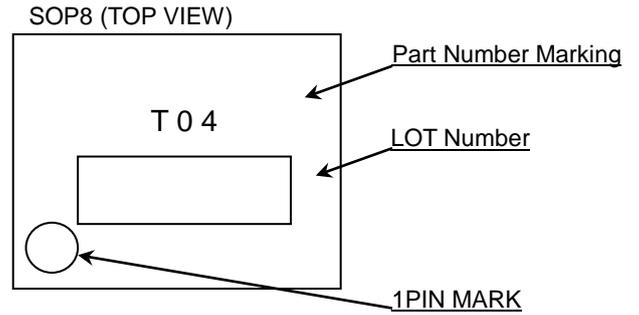 SOP8 (TOP VIEW)
Part Number Marking
T 0 4
LOT Number
1PIN MARK